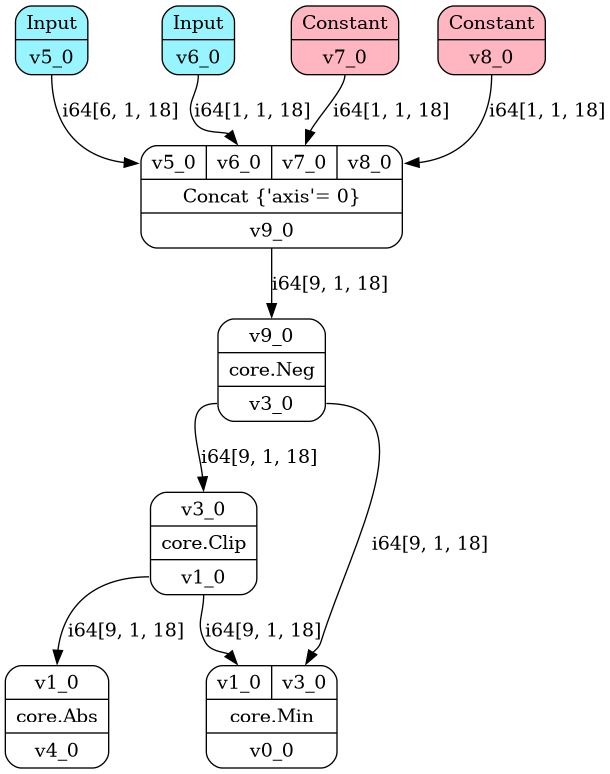 Input
v5_0
Input
v6_0
Constant
v7_0
Constant
v8_0
i64[6, 1, 18]
i64[1, 1, 18]
i64[1, 1, 18]
i64[1, 1, 18]
v5_0 v6_0 v7_0 v8_0
Concat {'axis'= 0}
v9_0
i64[9, 1, 18]
v9_0
core.Neg
v3_0
i64[9, 1, 18]
v3_0
core.Clip
v1_0
i64[9, 1, 18]
i64[9, 1, 18]
i64[9, 1, 18]
v1_0
core.Abs
v4_0
v1_0 v3_0
core.Min
v0_0